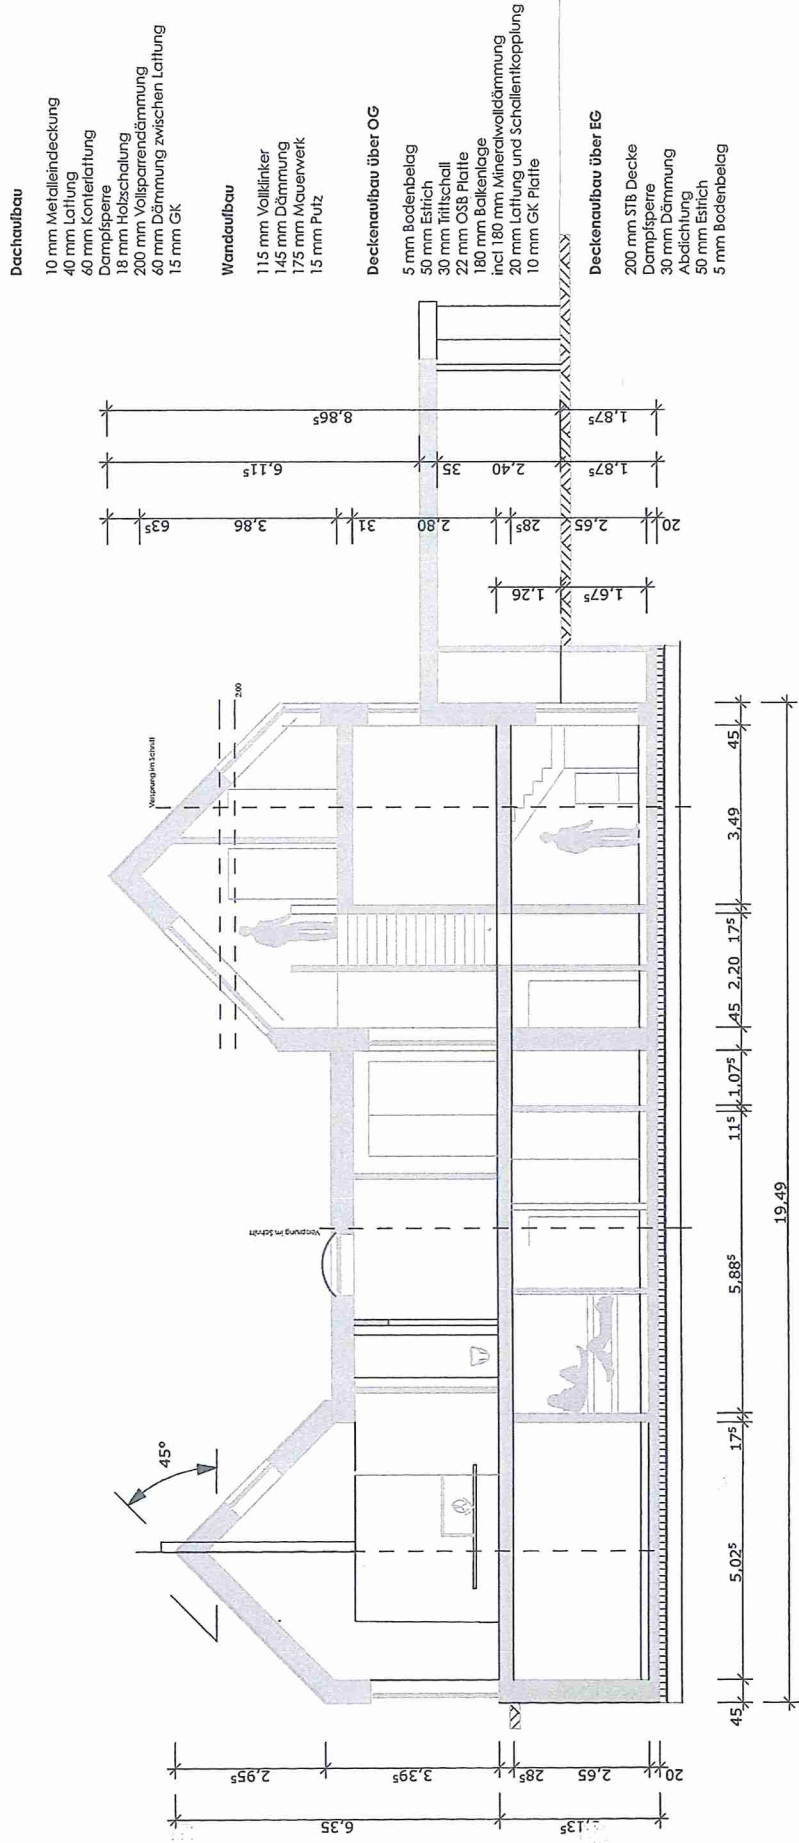 Dachaufbau
10 mm Metalleindeckung
40 mm Lattung
60 mm Konterlattung
Dampfsperre
18 mm Holzschalung
200 mm Vollsparrendämmung
60 mm Dämmung zwischen Lattung
15 mm GK
Wandaufbau
115 mm Vollklinker
145 mm Dämmung
175 mm Mauerwerk
15 mm Putz
Deckenaufbau über OG
5 mm Bodenbelag
50 mm Estrich
30 mm Trittschall
22 mm OSB Platte
180 mm Balkenlage
incl 180 mm Mineralwolldämmung
20 mm Lattung und Schallentkopplung
10 mm GK Platte
Deckenaufbau über EG
200 mm STB Decke
Dampfsperre
30 mm Dämmung
Abdichtung
50 mm Estrich
5 mm Bodenbelag
8,86⁵
1,87⁵
6,11⁵
35
2,40
1,87⁵
63⁵
3,86
31
2,80
28⁵
2,65
20
1,26
1,67⁵
2.00
Versprung im Schnitt
Versprung im Schnitt
45°
45
3,49
17⁵
2,20
45
1,07⁵
11⁵
5,88⁵
17⁵
5,02⁵
45
19,49
2,95⁵
3,39⁵
28⁵
2,65
20
6,35